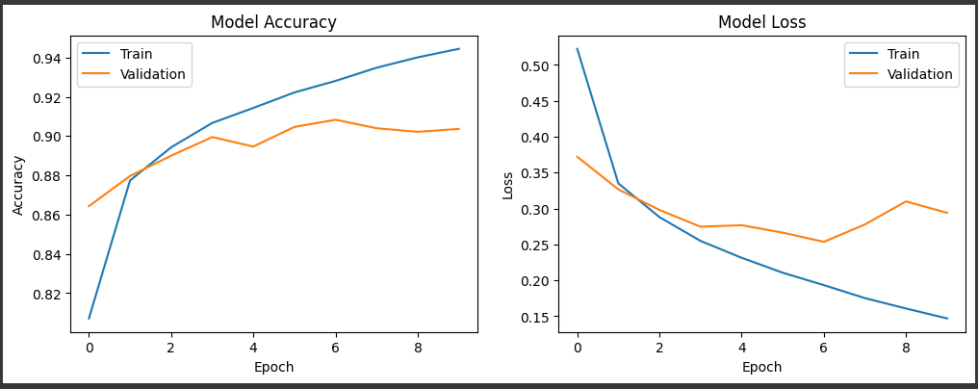 Model Accuracy
Train
Validation
0.94
0.92
0.90
0.88
0.86
0.84
0.82
Accuracy
0 2 4 6 8
Epoch
Model Loss
Train
Validation
0.50
0.45
0.40
0.35
0.30
0.25
0.20
0.15
Loss
0 2 4 6 8
Epoch